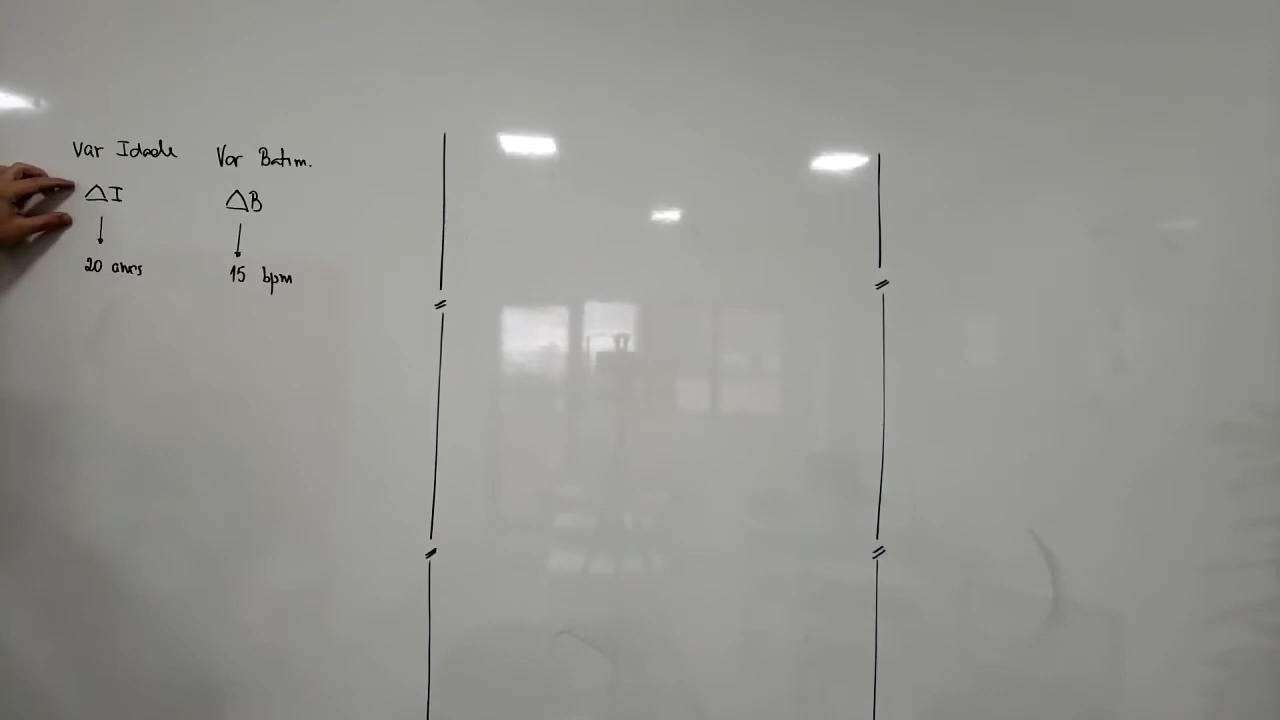 Var Idade
Var Batim.
ΔI
ΔB
↓
↓
20 anos
15 bpm